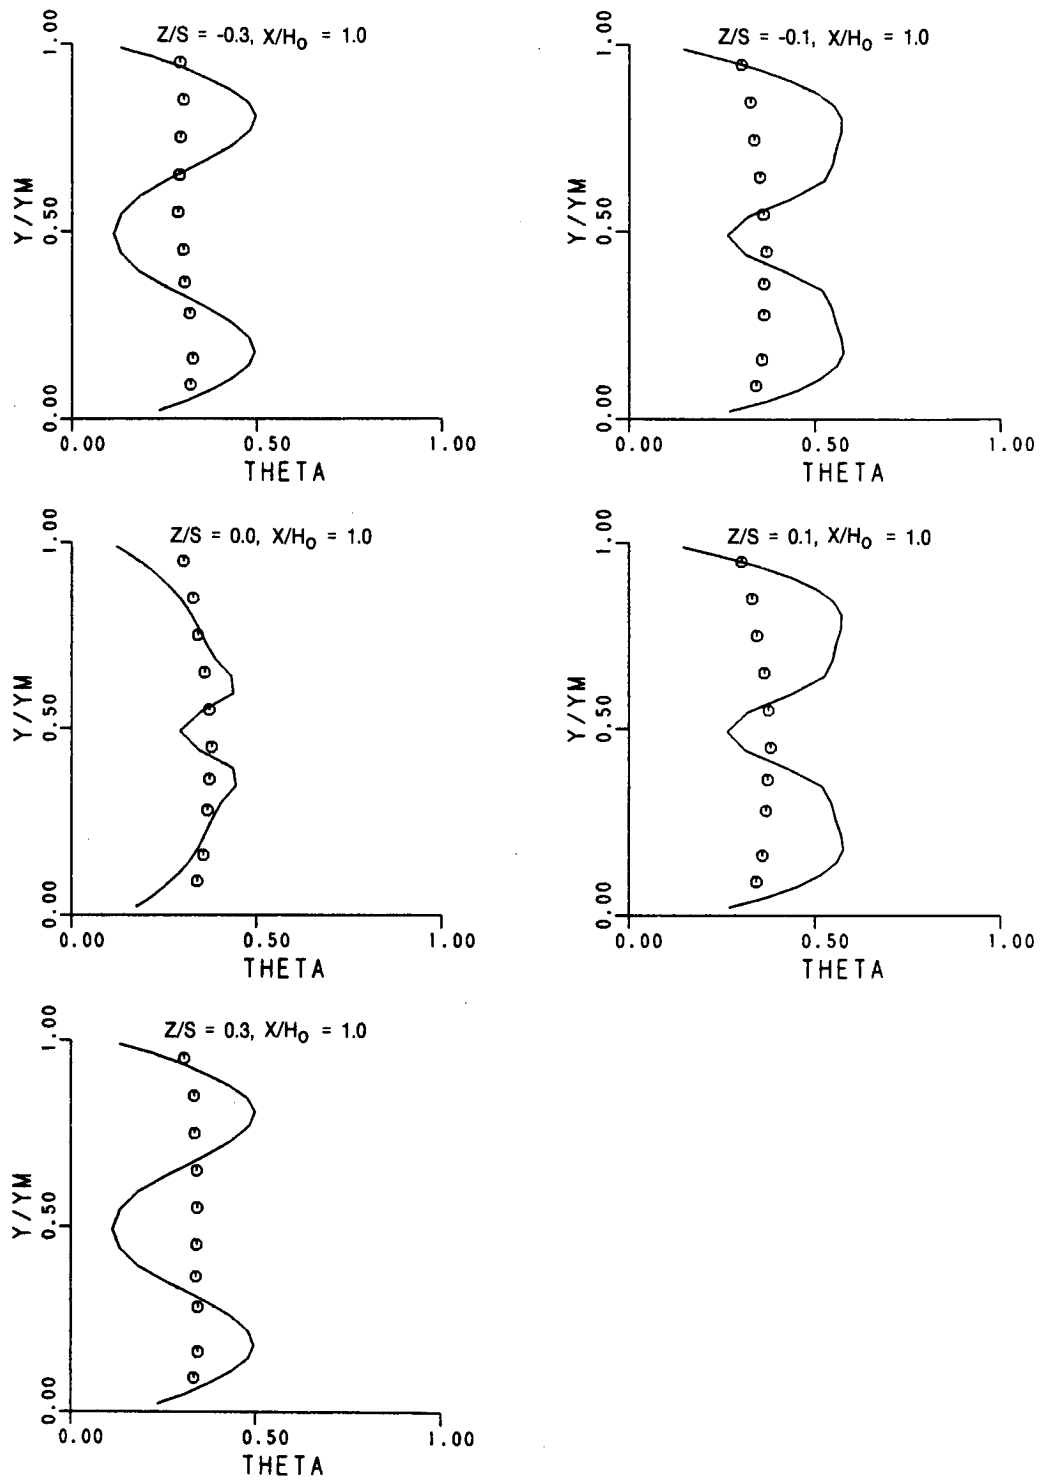 Z/S = -0.3, X/H₀ = 1.0
1.00
Y/YM
0.50
0.00
0.00 0.50 1.00
THETA
Z/S = -0.1, X/H₀ = 1.0
1.00
Y/YM
0.50
0.00
0.00 0.50 1.00
THETA
Z/S = 0.0, X/H₀ = 1.0
1.00
Y/YM
0.50
0.00
0.00 0.50 1.00
THETA
Z/S = 0.1, X/H₀ = 1.0
1.00
Y/YM
0.50
0.00
0.00 0.50 1.00
THETA
Z/S = 0.3, X/H₀ = 1.0
1.00
Y/YM
0.50
0.00
0.00 0.50 1.00
THETA